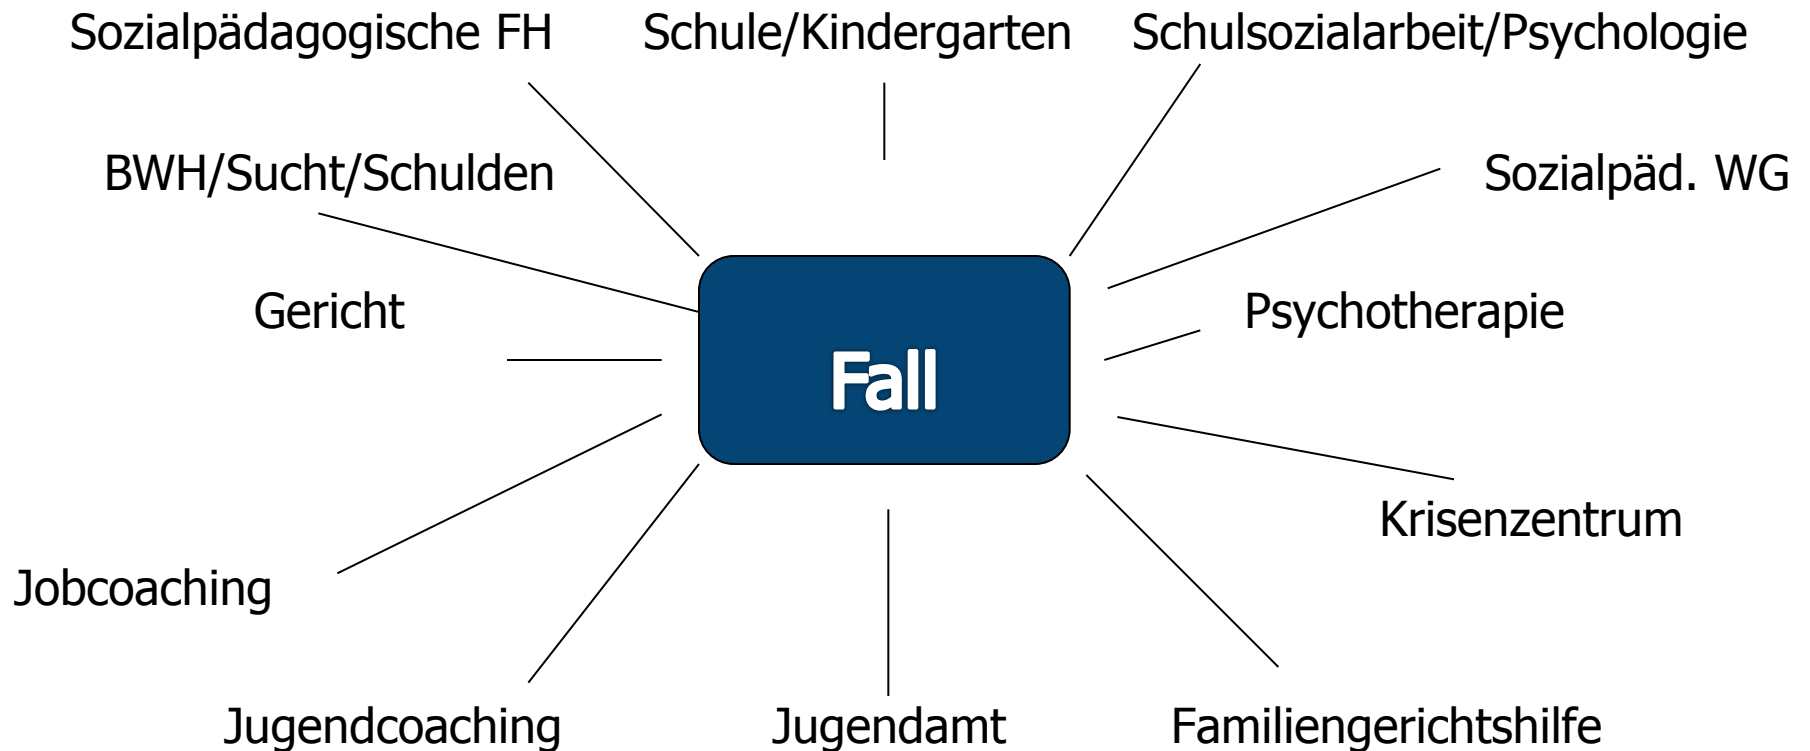 Sozialpädagogische FH
Schule/Kindergarten
Schulsozialarbeit/Psychologie
BWH/Sucht/Schulden
Sozialpäd. WG
Gericht
Psychotherapie
Fall
Krisenzentrum
Jobcoaching
Jugendcoaching
Jugendamt
Familiengerichtshilfe